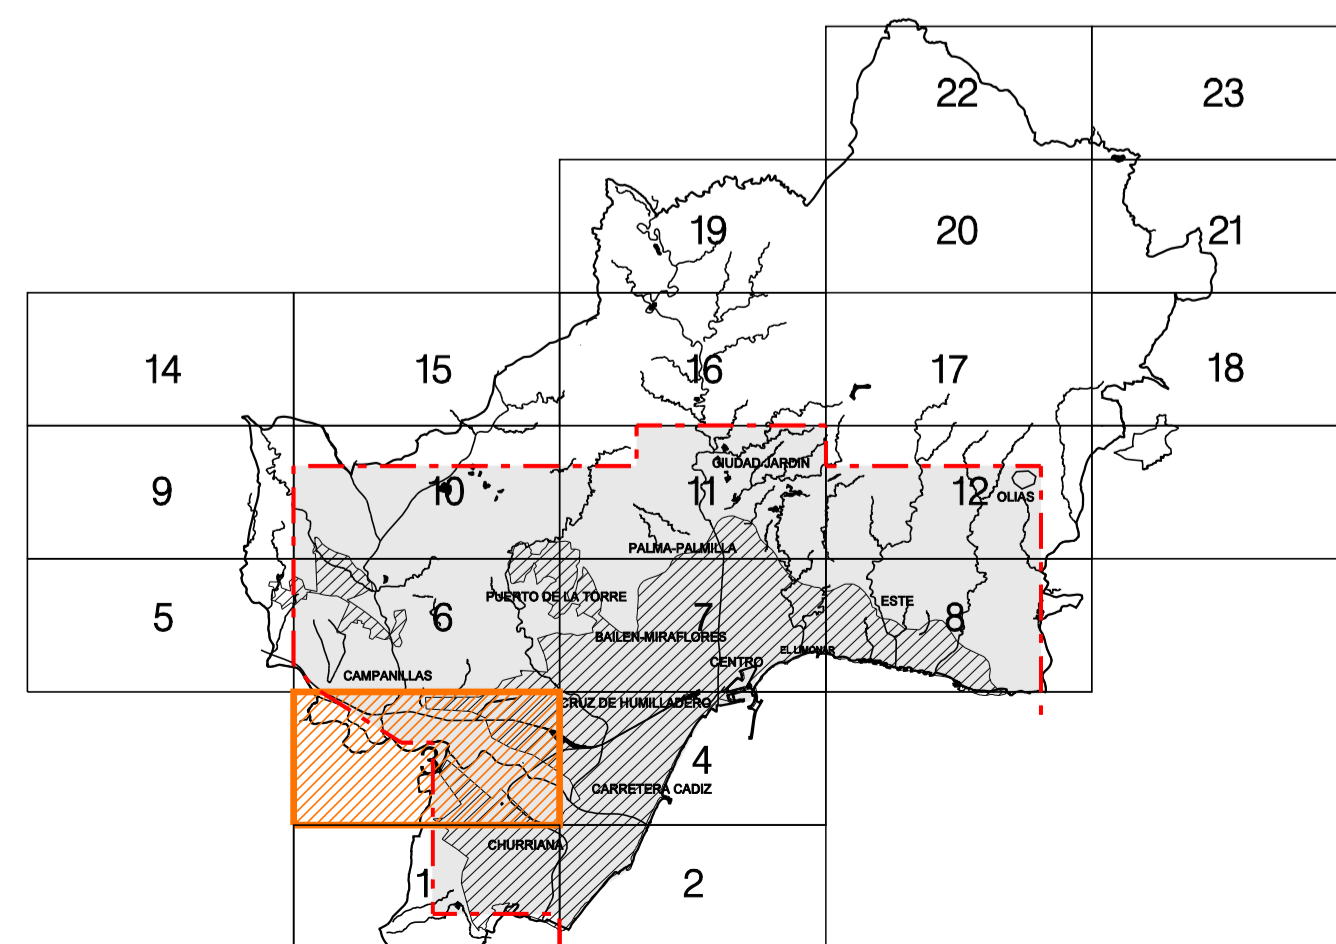 22
23
19
20
21
14
15
16
17
18
CIUDAD JARDIN
9
10
11
12
OLIAS
PALMA-PALMILLA
PUERTO DE LA TORRE
ESTE
5
6
7
8
BAILEN-MIRAFLORES
EL LIMONAR
CENTRO
CAMPANILLAS
CRUZ DE HUMILLADERO
3
4
CARRETERA CADIZ
CHURRIANA
1
2